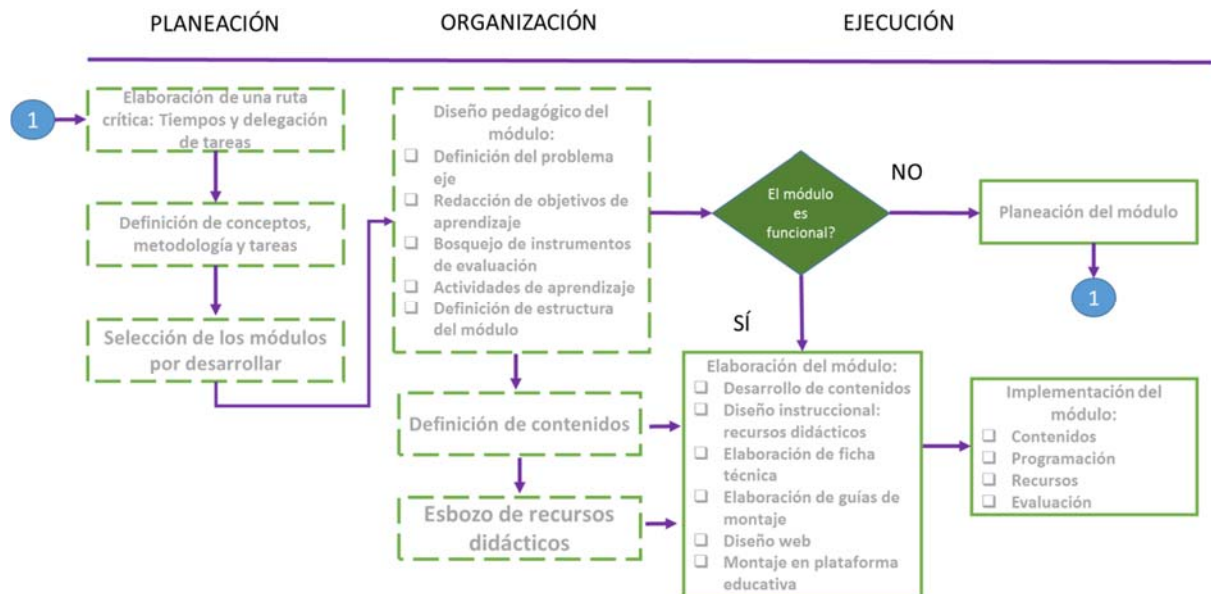 PLANEACIÓN
ORGANIZACIÓN
EJECUCIÓN
1
Elaboración de una ruta
crítica: Tiempos y delegación
de tareas
Definición de conceptos,
metodología y tareas
Selección de los módulos
por desarrollar
Diseño pedagógico del
módulo:
Definición del problema
eje
Redacción de objetivos de
aprendizaje
Bosquejo de instrumentos
de evaluación
Actividades de aprendizaje
Definición de estructura
del módulo
Definición de contenidos
Esbozo de recursos
didácticos
El módulo
es
funcional?
NO
Planeación del módulo
1
SÍ
Elaboración del módulo:
Desarrollo de contenidos
Diseño instruccional:
recursos didácticos
Elaboración de ficha
técnica
Elaboración de guías de
montaje
Diseño web
Montaje en plataforma
educativa
Implementación del
módulo:
Contenidos
Programación
Recursos
Evaluación